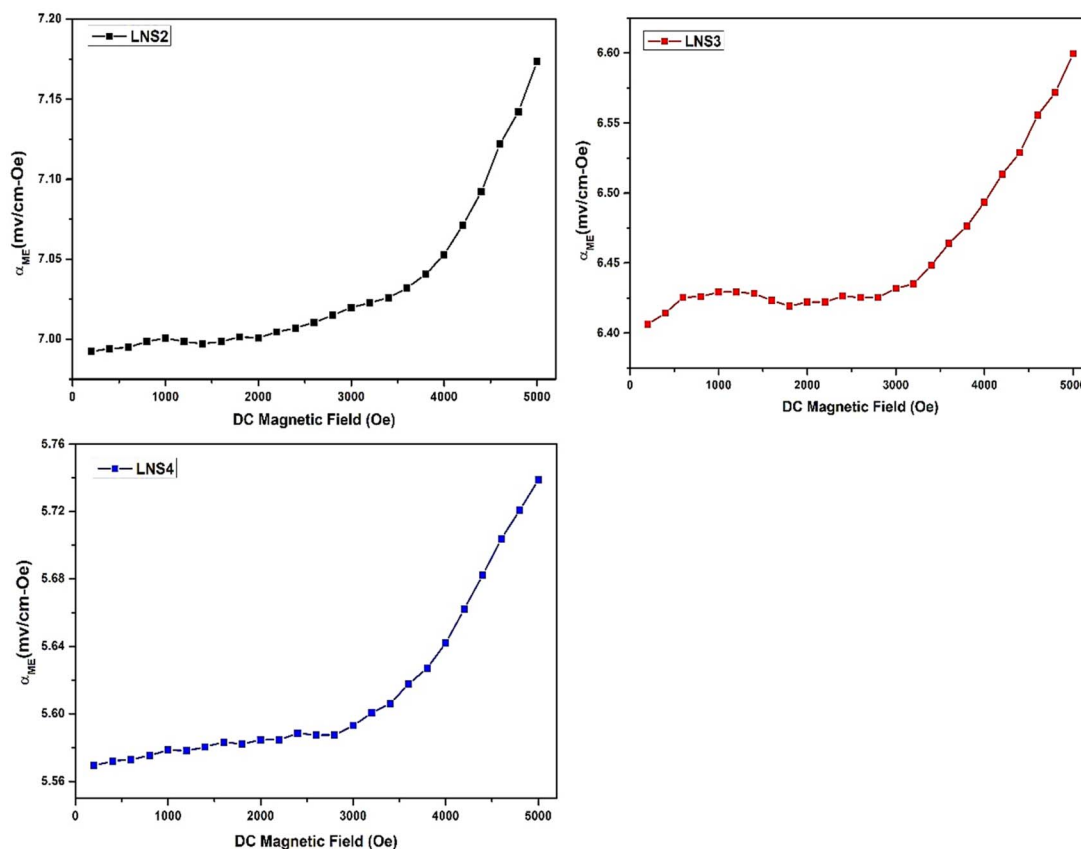 LNS2
7.20
7.15
7.10
7.05
7.00
α_ME(mv/cm-Oe)
0 1000 2000 3000 4000 5000
DC Magnetic Field (Oe)
LNS3
6.60
6.55
6.50
6.45
6.40
α_ME(mv/cm-Oe)
0 1000 2000 3000 4000 5000
DC Magnetic Field (Oe)
LNS4
5.76
5.72
5.68
5.64
5.60
5.56
α_ME(mv/cm-Oe)
0 1000 2000 3000 4000 5000
DC Magnetic Field (Oe)